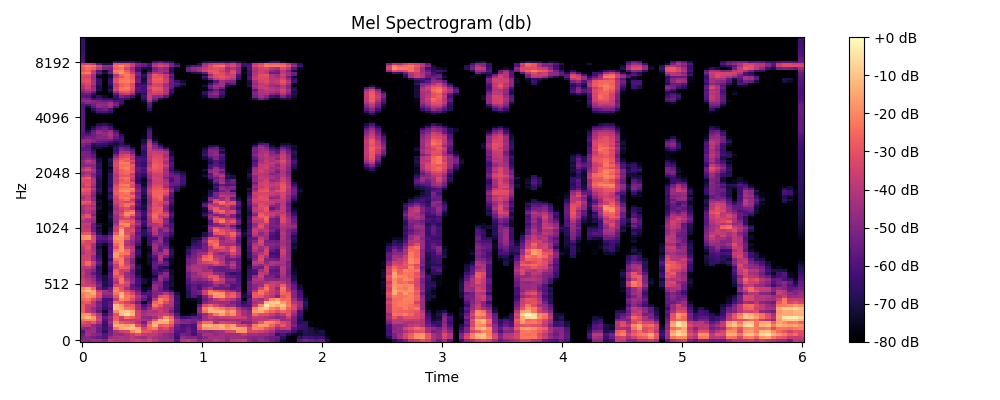 Mel Spectrogram (db)
Hz
8192
4096
2048
1024
512
0
0 1 2 3 4 5 6
Time
+0 dB
-10 dB
-20 dB
-30 dB
-40 dB
-50 dB
-60 dB
-70 dB
-80 dB